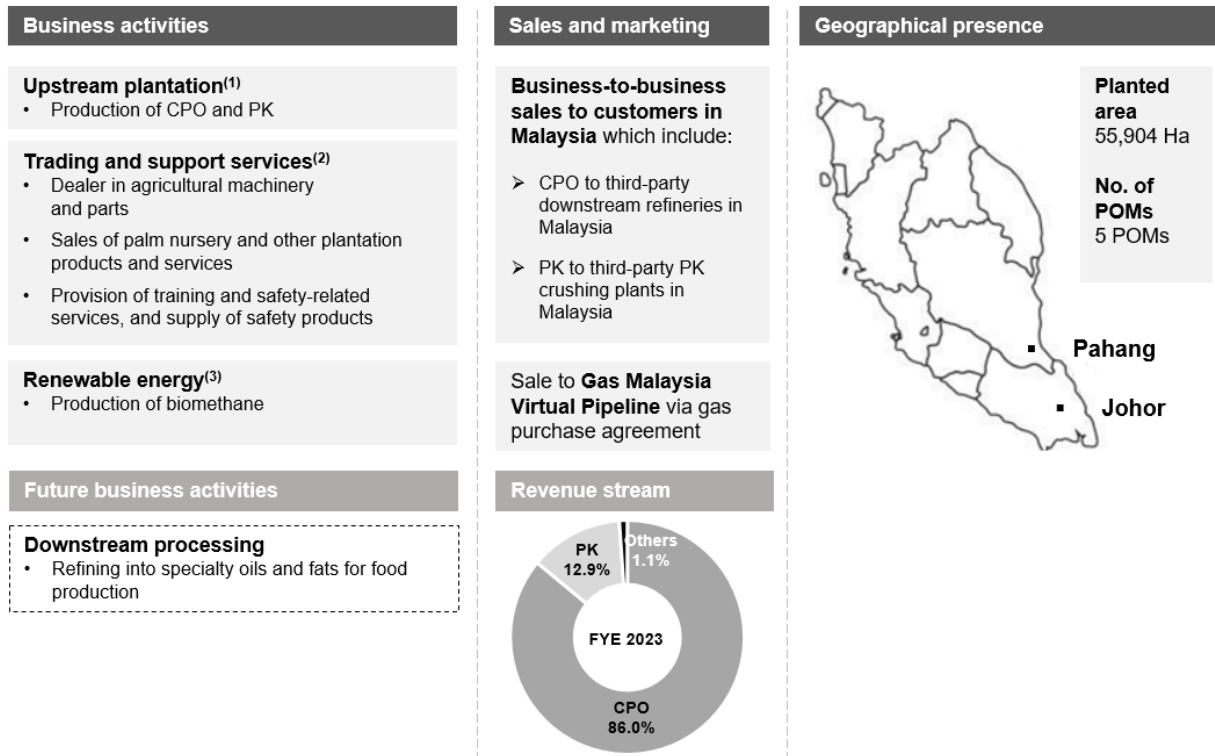 Business activities
Upstream plantation(1)
• Production of CPO and PK
Trading and support services(2)
• Dealer in agricultural machinery
and parts
• Sales of palm nursery and other plantation
products and services
• Provision of training and safety-related
services, and supply of safety products
Renewable energy(3)
• Production of biomethane
Future business activities
Downstream processing
• Refining into specialty oils and fats for food
production
Sales and marketing
Business-to-business
sales to customers in
Malaysia which include:
➢ CPO to third-party
downstream refineries in
Malaysia
➢ PK to third-party PK
crushing plants in
Malaysia
Sale to Gas Malaysia
Virtual Pipeline via gas
purchase agreement
Revenue stream
Others
1.1%
PK
12.9%
FYE 2023
CPO
86.0%
Geographical presence
Planted
area
55,904 Ha
No. of
POMs
5 POMs
Pahang
Johor